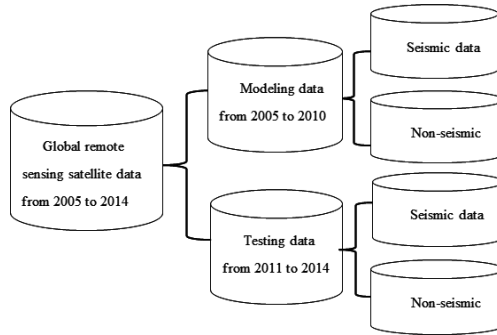 Global remote
sensing satellite data
from 2005 to 2014
Modeling data
from 2005 to 2010
Seismic data
Non-seismic
Testing data
from 2011 to 2014
Seismic data
Non-seismic